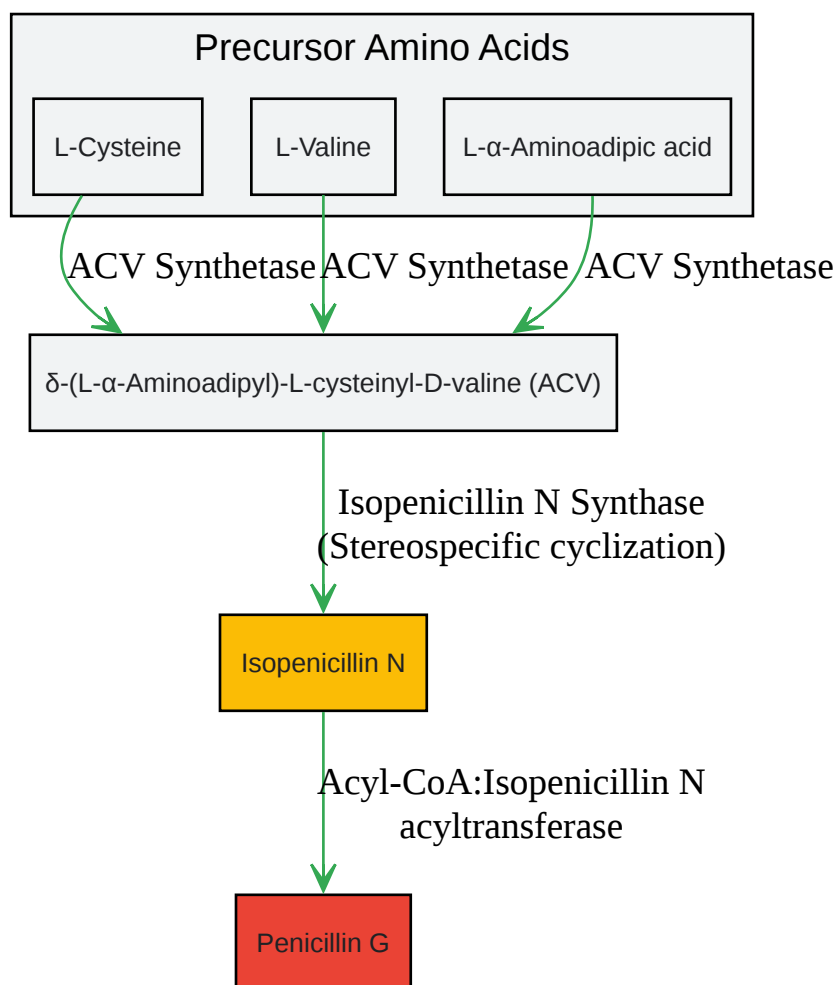 Precursor Amino Acids
L-Cysteine
L-Valine
L-α-Aminoadipic acid
ACV Synthetase
ACV Synthetase
ACV Synthetase
δ-(L-α-Aminoadipyl)-L-cysteinyl-D-valine (ACV)
Isopenicillin N Synthase
(Stereospecific cyclization)
Isopenicillin N
Acyl-CoA:Isopenicillin N
acyltransferase
Penicillin G